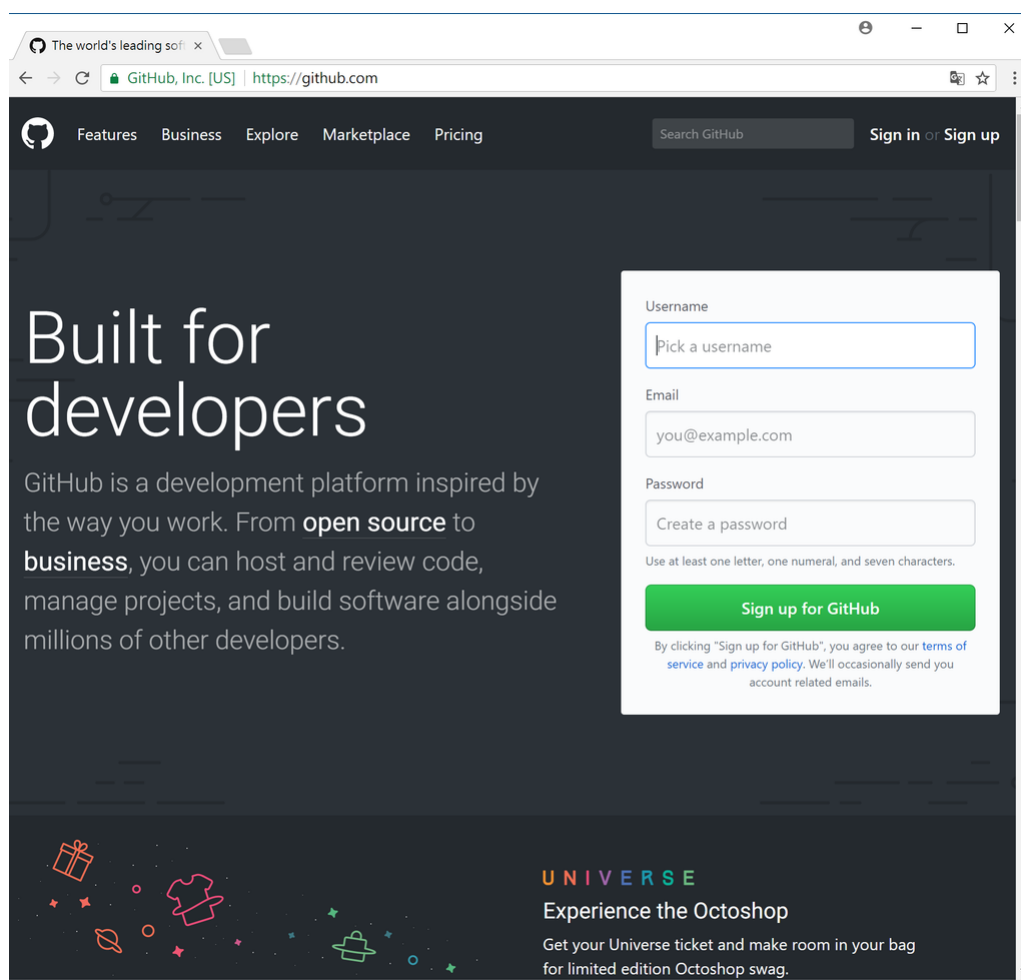 The world's leading sof
GitHub, Inc. [US] https://github.com
Features Business Explore Marketplace Pricing Search GitHub Sign in or Sign up
Built for
developers
GitHub is a development platform inspired by
the way you work. From open source to
business, you can host and review code,
manage projects, and build software alongside
millions of other developers.
Username
Pick a username
Email
you@example.com
Password
Create a password
Use at least one letter, one numeral, and seven characters.
Sign up for GitHub
By clicking "Sign up for GitHub", you agree to our terms of
service and privacy policy. We'll occasionally send you
account related emails.
UNIVERSE
Experience the Octoshop
Get your Universe ticket and make room in your bag
for limited edition Octoshop swag.